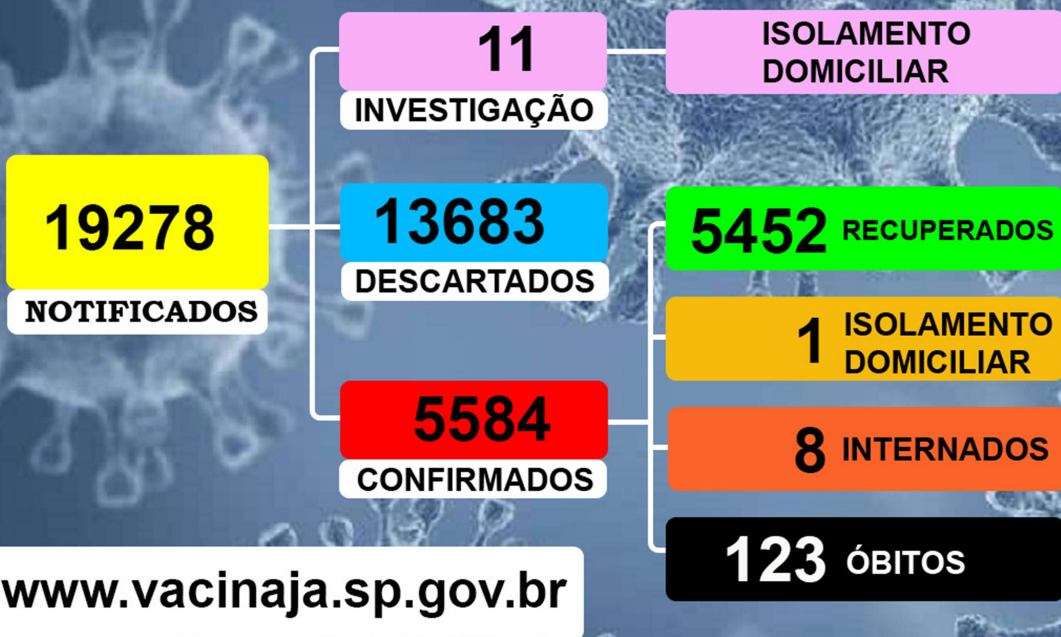 11
INVESTIGAÇÃO
ISOLAMENTO
DOMICILIAR
19278
NOTIFICADOS
13683
DESCARTADOS
5584
CONFIRMADOS
5452 RECUPERADOS
1 ISOLAMENTO
DOMICILIAR
8 INTERNADOS
123 ÓBITOS
www.vacinaja.sp.gov.br